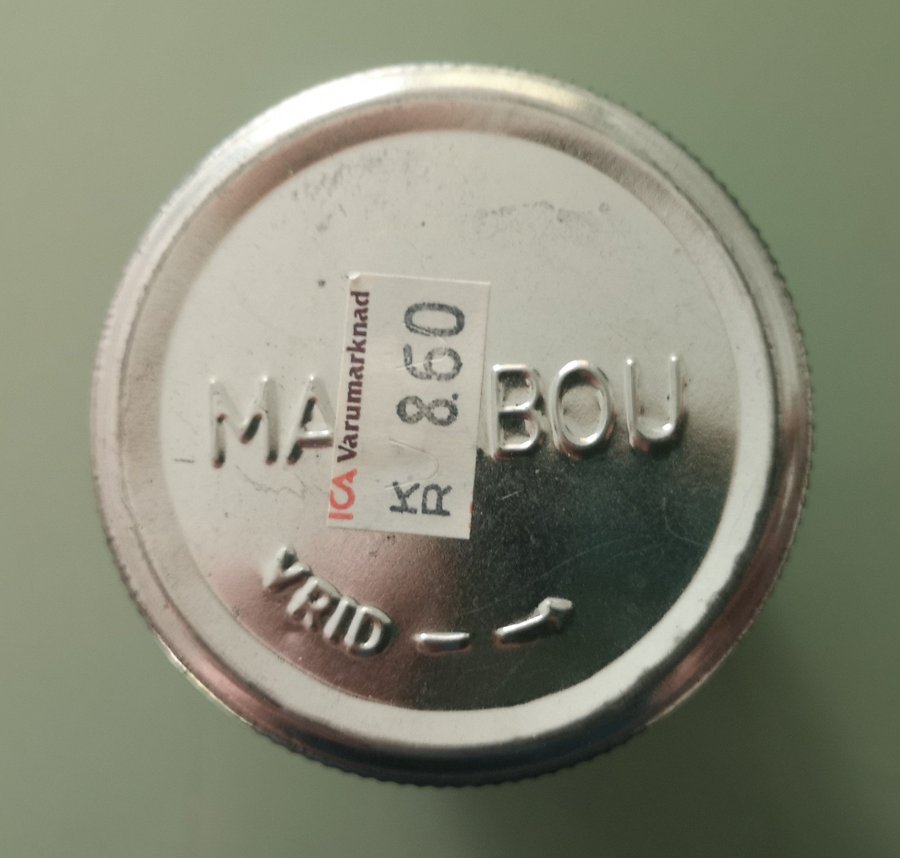 MA BOU
VRID
ICA Varumarknad
KR 8.60